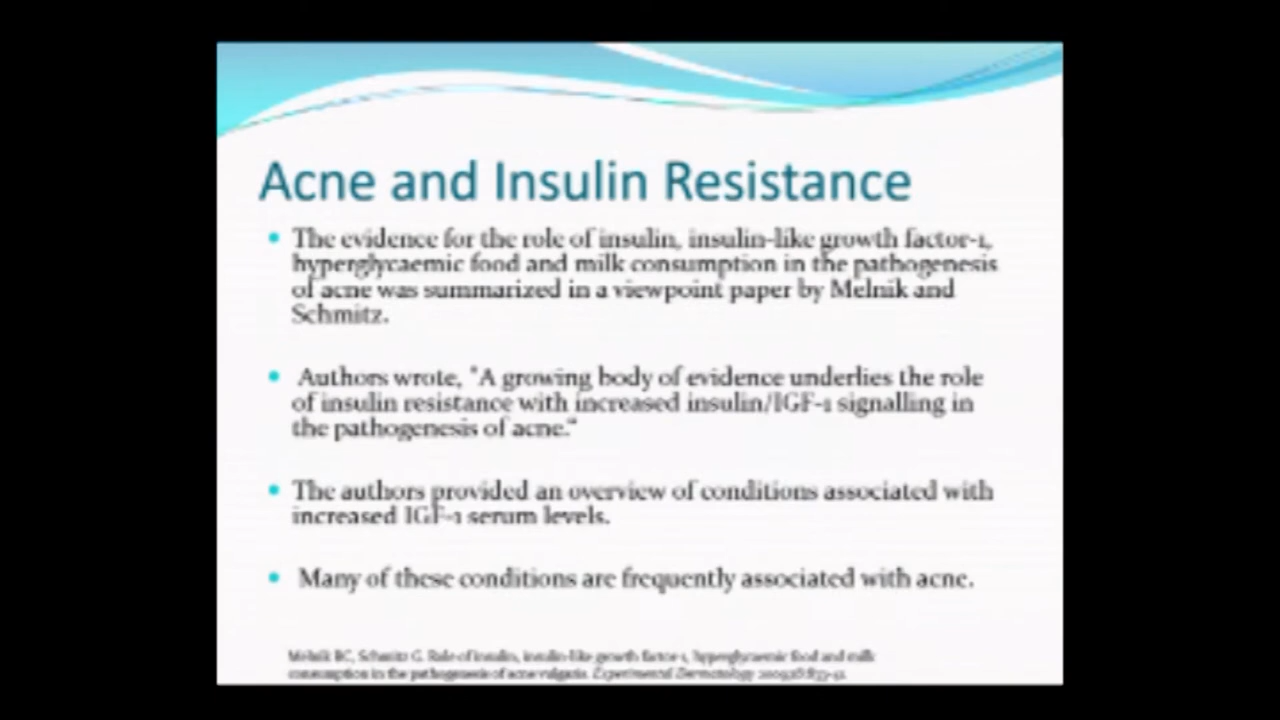 Acne and Insulin Resistance
The evidence for the role of insulin, insulin-like growth factor-1,
hyperglycaemic food and milk consumption in the pathogenesis
of acne was summarized in a viewpoint paper by Melnik and
Schmitz.
Authors wrote, "A growing body of evidence underlies the role
of insulin resistance with increased insulin/IGF-1 signalling in
the pathogenesis of acne."
The authors provided an overview of conditions associated with
increased IGF-1 serum levels.
Many of these conditions are frequently associated with acne.
Melnik BC, Schmitz G. Role of insulin, insulin-like growth factor-1, hyperglycaemic food and milk
consumption in the pathogenesis of acne vulgaris. Experimental Dermatology